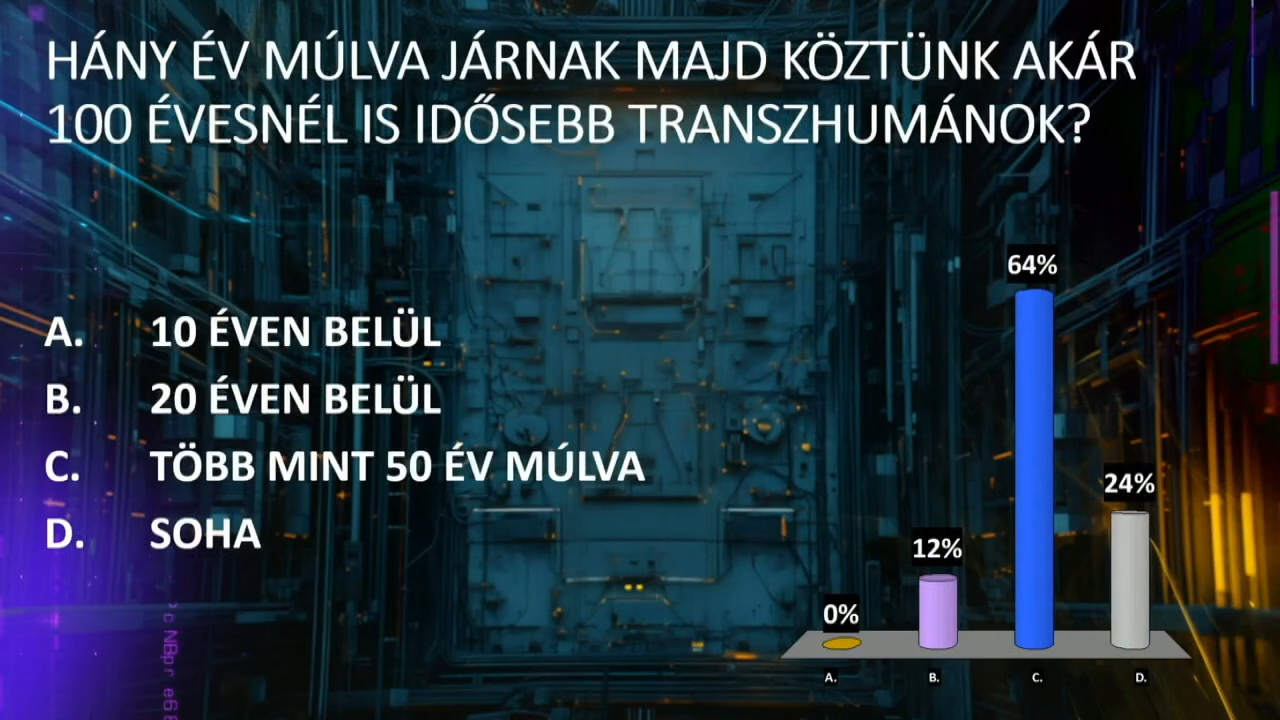 HÁNY ÉV MÚLVA JÁRNAK MAJD KÖZTÜNK AKÁR
100 ÉVESNÉL IS IDŐSEBB TRANSZHUMÁNOK?
A. 10 ÉVEN BELÜL
B. 20 ÉVEN BELÜL
C. TÖBB MINT 50 ÉV MÚLVA
D. SOHA
0%
12%
64%
24%
A.
B.
C.
D.